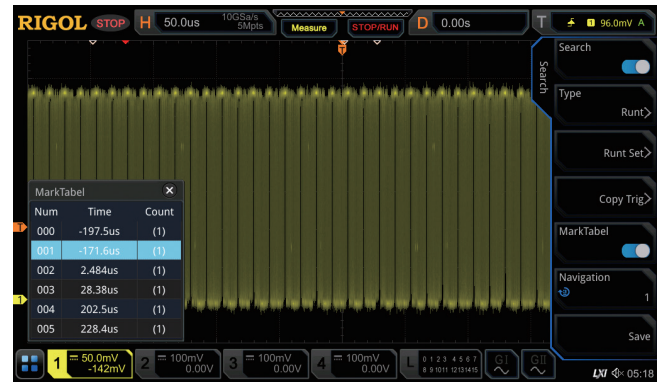 RIGOL STOP H 50.0us 10GSa/s 5Mpts Measure STOP/RUN D 0.00s T 1 96.0mV A
T
Search
Search
Type
Runt>
Runt Set>
Copy Trig>
MarkTabel
Navigation
1
Save
MarkTabel X
Num Time Count
000 -197.5us (1)
001 -171.6us (1)
002 2.484us (1)
003 28.38us (1)
004 202.5us (1)
005 228.4us (1)
T
1
1 50.0mV -142mV 2 100mV 0.00V 3 100mV 0.00V 4 100mV 0.00V L 0 1 2 3 4 5 6 7 8 9 10 11 12 13 14 15 GI GII
LXI 05:18